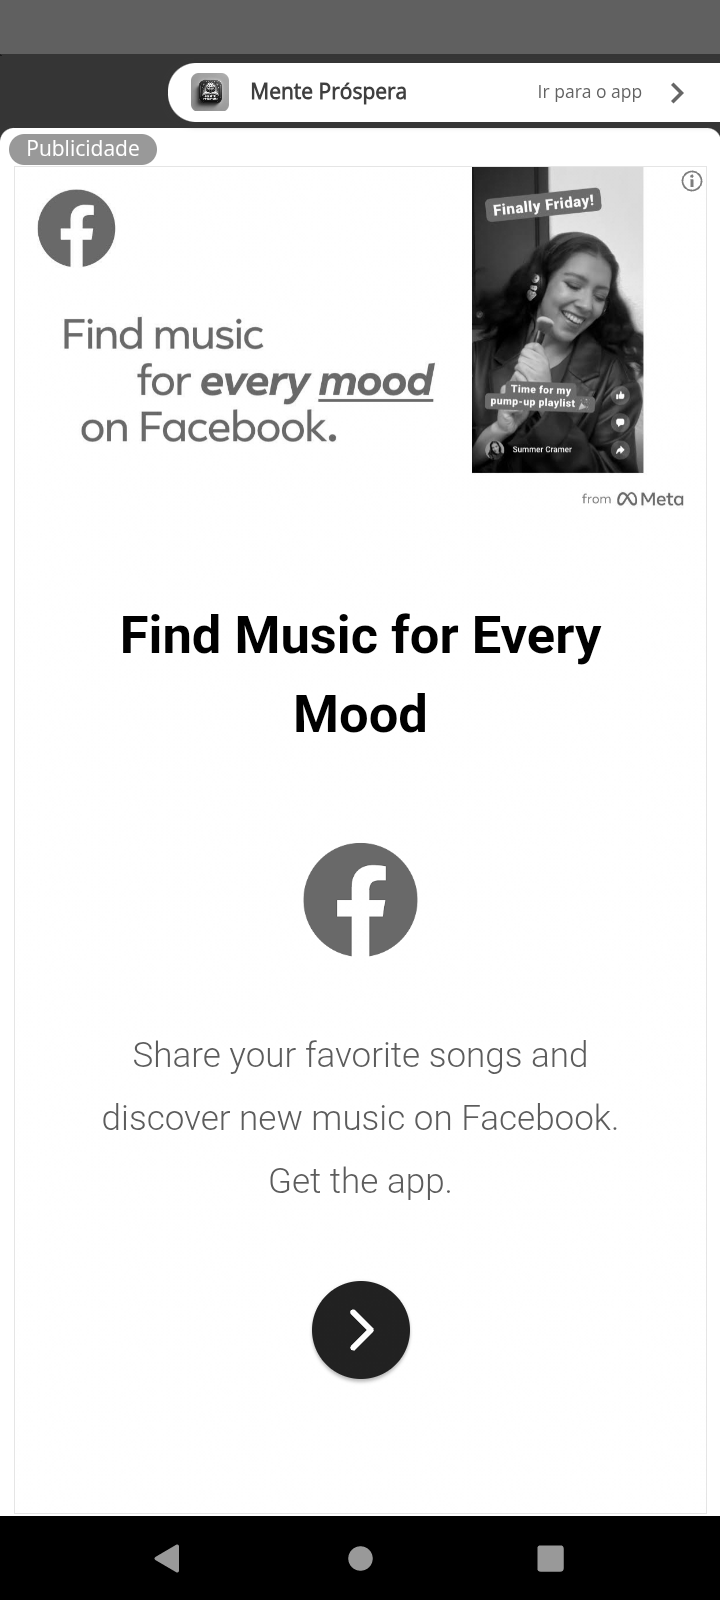 Mente Próspera
Ir para o app
Publicidade
Finally Friday!
Find music
for every mood
on Facebook.
Time for my
pump-up playlist
Summer Cramer
from Meta
Find Music for Every
Mood
Share your favorite songs and
discover new music on Facebook.
Get the app.